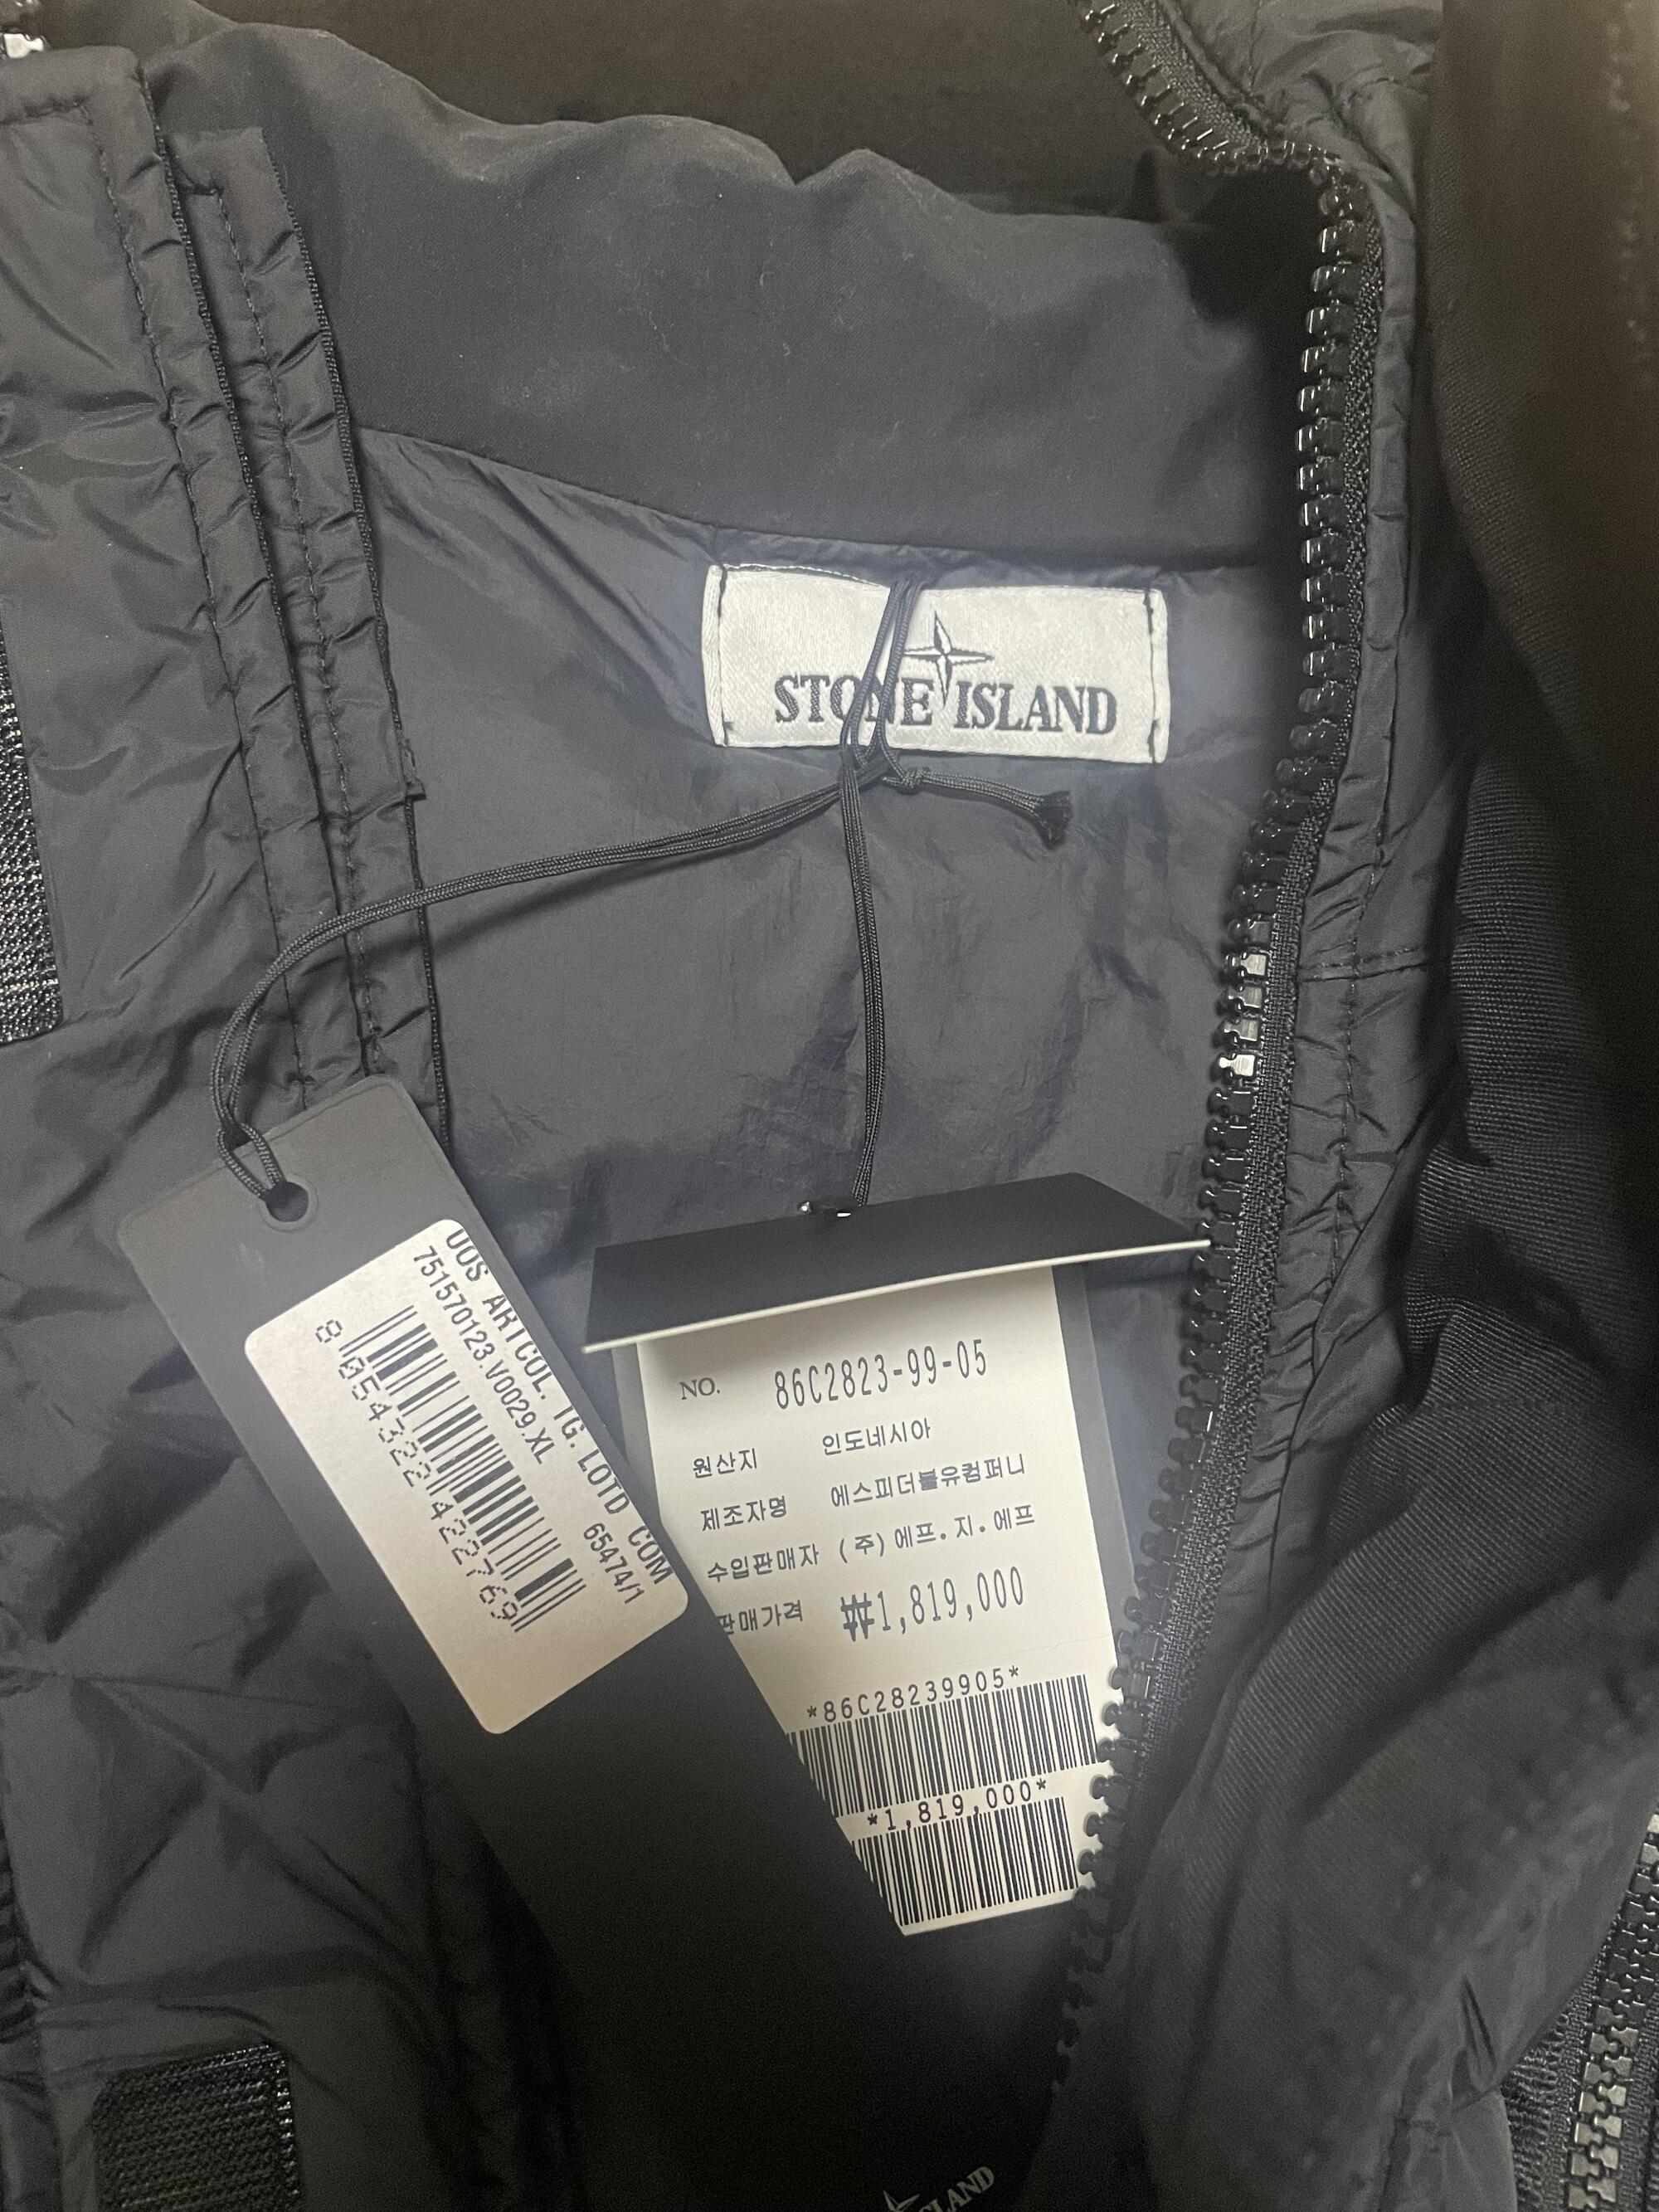 STONE ISLAND
UOS ARTCOL. TG. LOTD COM
751570123.V0029.XL 65474/1
8 054322 422769
NO. 86C2823-99-05
원산지 인도네시아
제조자명 에스피더블유컴퍼니
수입판매자 (주)에프.지.에프
판매가격 ₩1,819,000
*86C28239905*
*1,819,000*